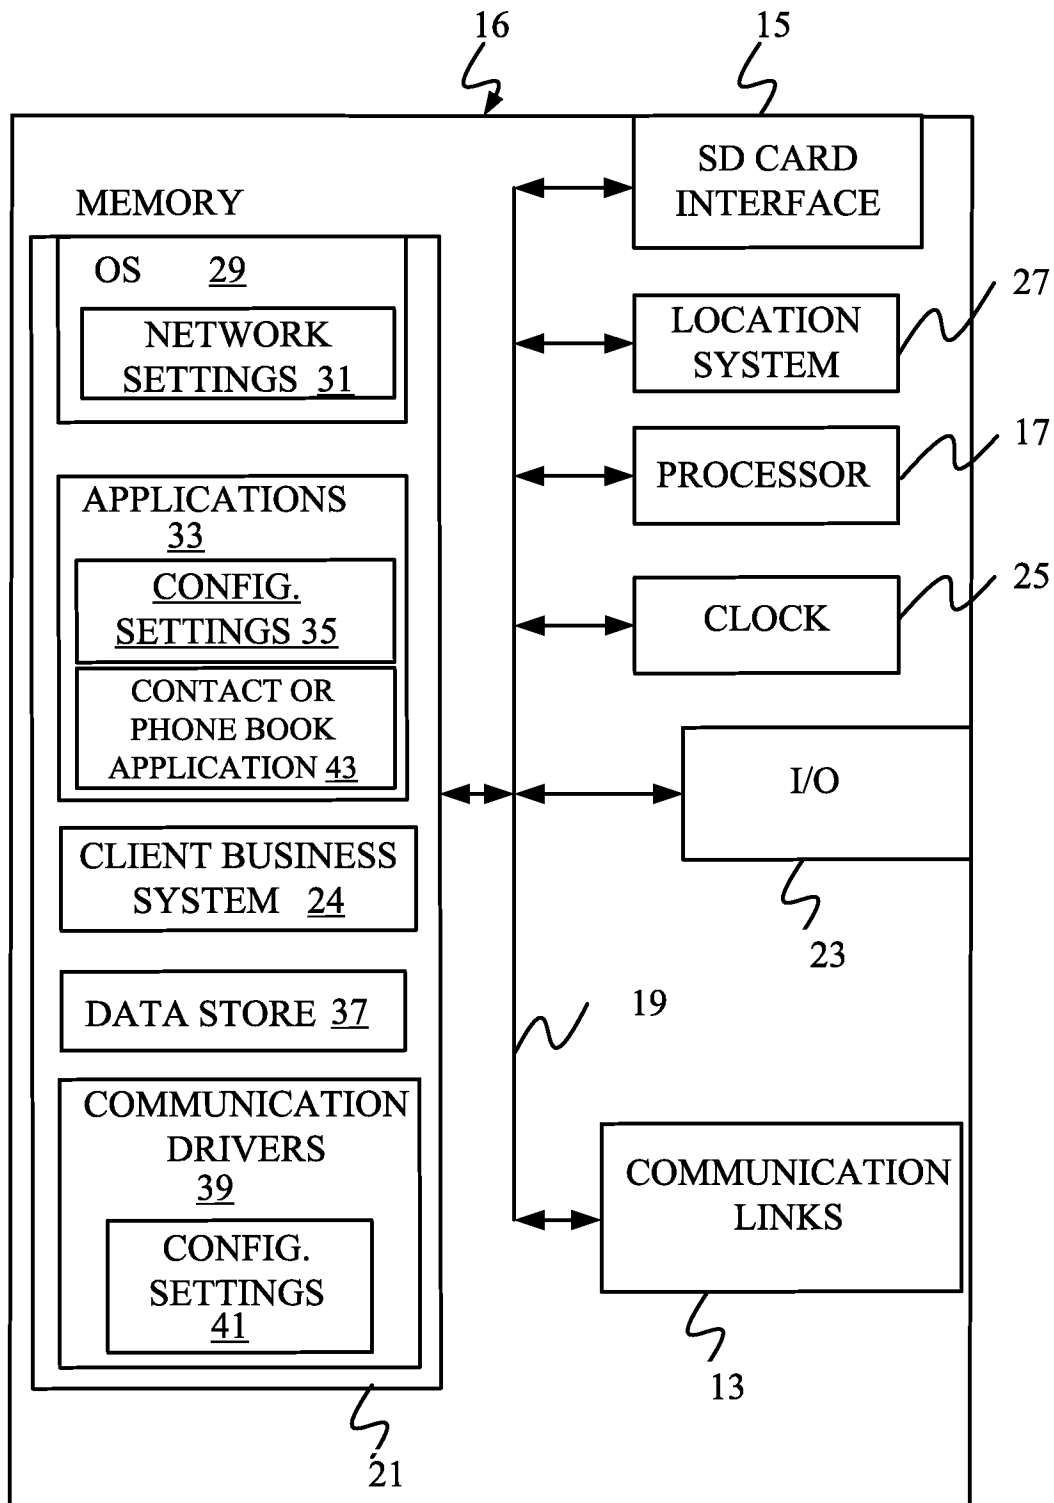 16
15
SD CARD
INTERFACE
MEMORY
OS 29
NETWORK
SETTINGS 31
27
LOCATION
SYSTEM
17
PROCESSOR
APPLICATIONS
33
CONFIG.
SETTINGS 35
25
CLOCK
CONTACT OR
PHONE BOOK
APPLICATION 43
I/O
23
CLIENT BUSINESS
SYSTEM 24
DATA STORE 37
19
COMMUNICATION
DRIVERS
39
CONFIG.
SETTINGS
41
COMMUNICATION
LINKS
13
21